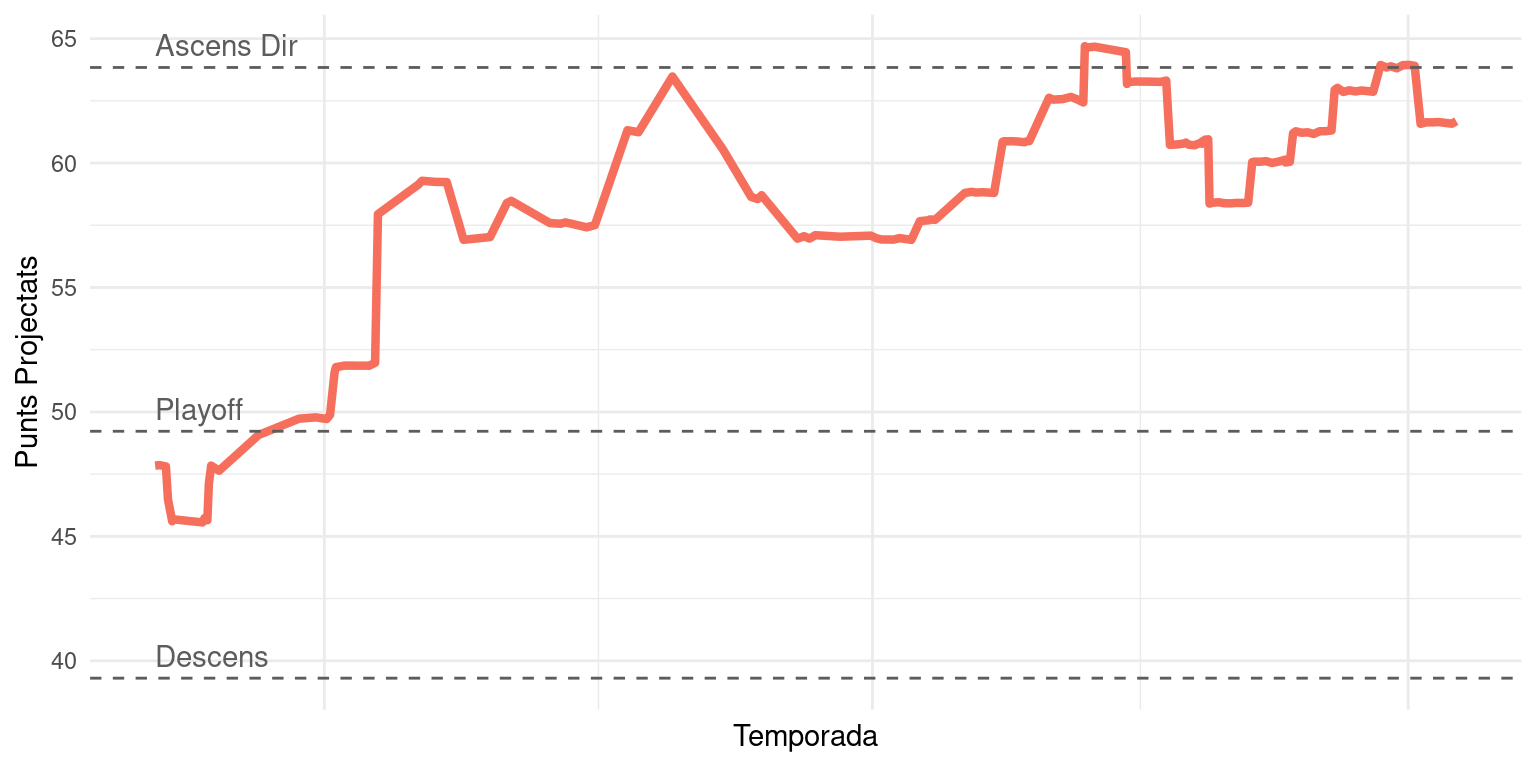 65
Ascens Dir
60
55
Punts Projectats
50
Playoff
45
Descens
40
Temporada